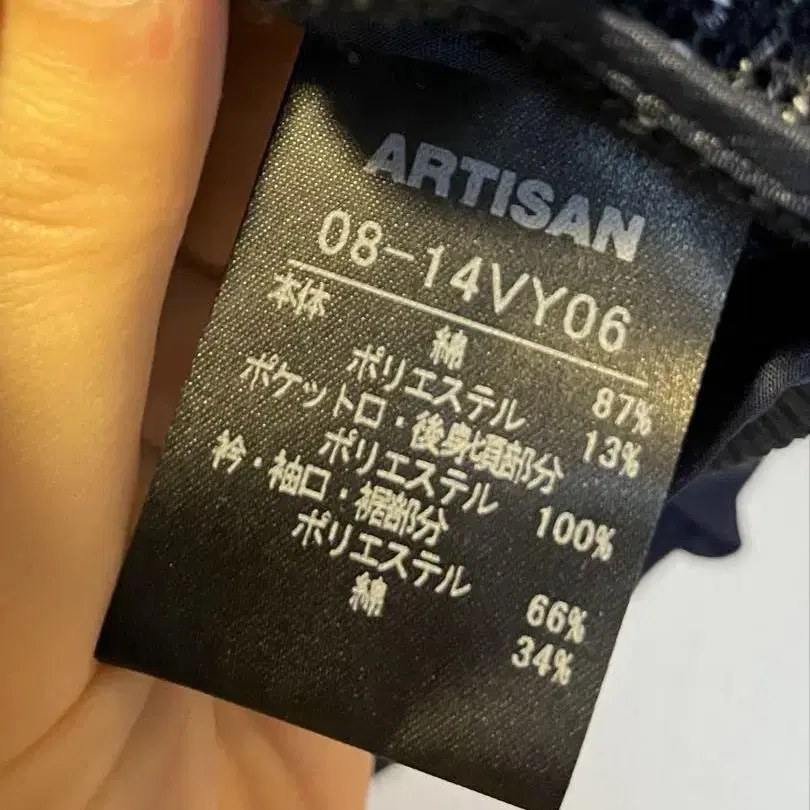 ARTISAN
08-14VY06
本体
綿 87%
ポリエステル 13%
ポケット口・後身頃部分
ポリエステル 100%
衿・袖口・裾部分
ポリエステル 66%
綿 34%